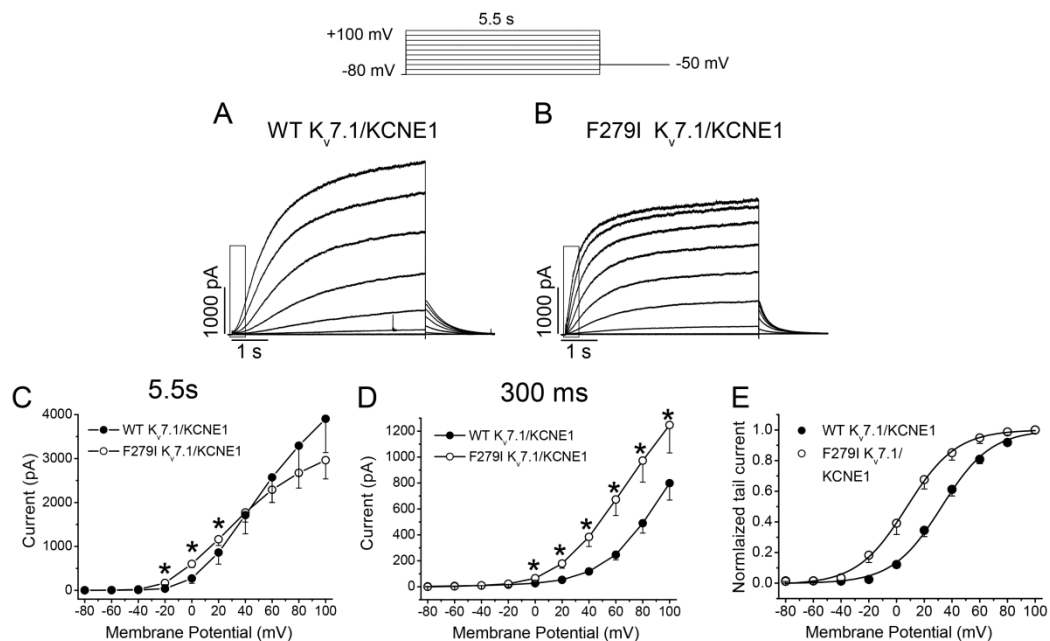 5.5 s
+100 mV
-80 mV
-50 mV
A
WT Kv7.1/KCNE1
B
F279I Kv7.1/KCNE1
1000 pA
1 s
1000 pA
1 s
C
5.5s
4000
3000
2000
1000
0
Current (pA)
WT Kv7.1/KCNE1
F279I Kv7.1/KCNE1
* * *
-80 -60 -40 -20 0 20 40 60 80 100
Membrane Potential (mV)
D
300 ms
1200
1000
800
600
400
200
0
Current (pA)
WT Kv7.1/KCNE1
F279I Kv7.1/KCNE1
* * * * * *
-80 -60 -40 -20 0 20 40 60 80 100
Membrane Potential (mV)
E
1.0
0.8
0.6
0.4
0.2
0.0
Normlaized tail current
WT Kv7.1/KCNE1
F279I Kv7.1/
KCNE1
-80 -60 -40 -20 0 20 40 60 80 100
Membrane Potential (mV)